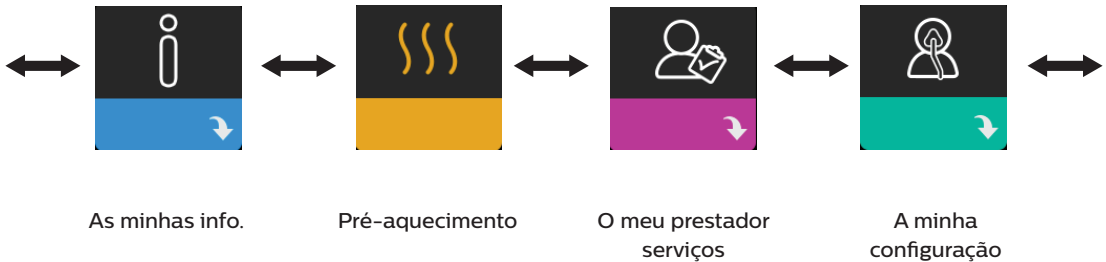 As minhas info.
Pré-aquecimento
O meu prestador
serviços
A minha
configuração